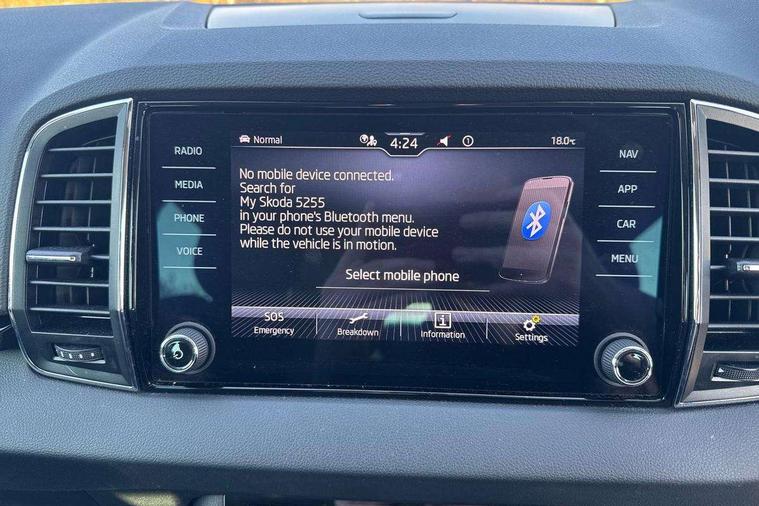 Normal
4:24
18.0°C
RADIO
MEDIA
PHONE
VOICE
No mobile device connected.
Search for
My Skoda 5255
in your phone's Bluetooth menu.
Please do not use your mobile device
while the vehicle is in motion.
Select mobile phone
SOS
Emergency
Breakdown
Information
Settings
NAV
APP
CAR
MENU